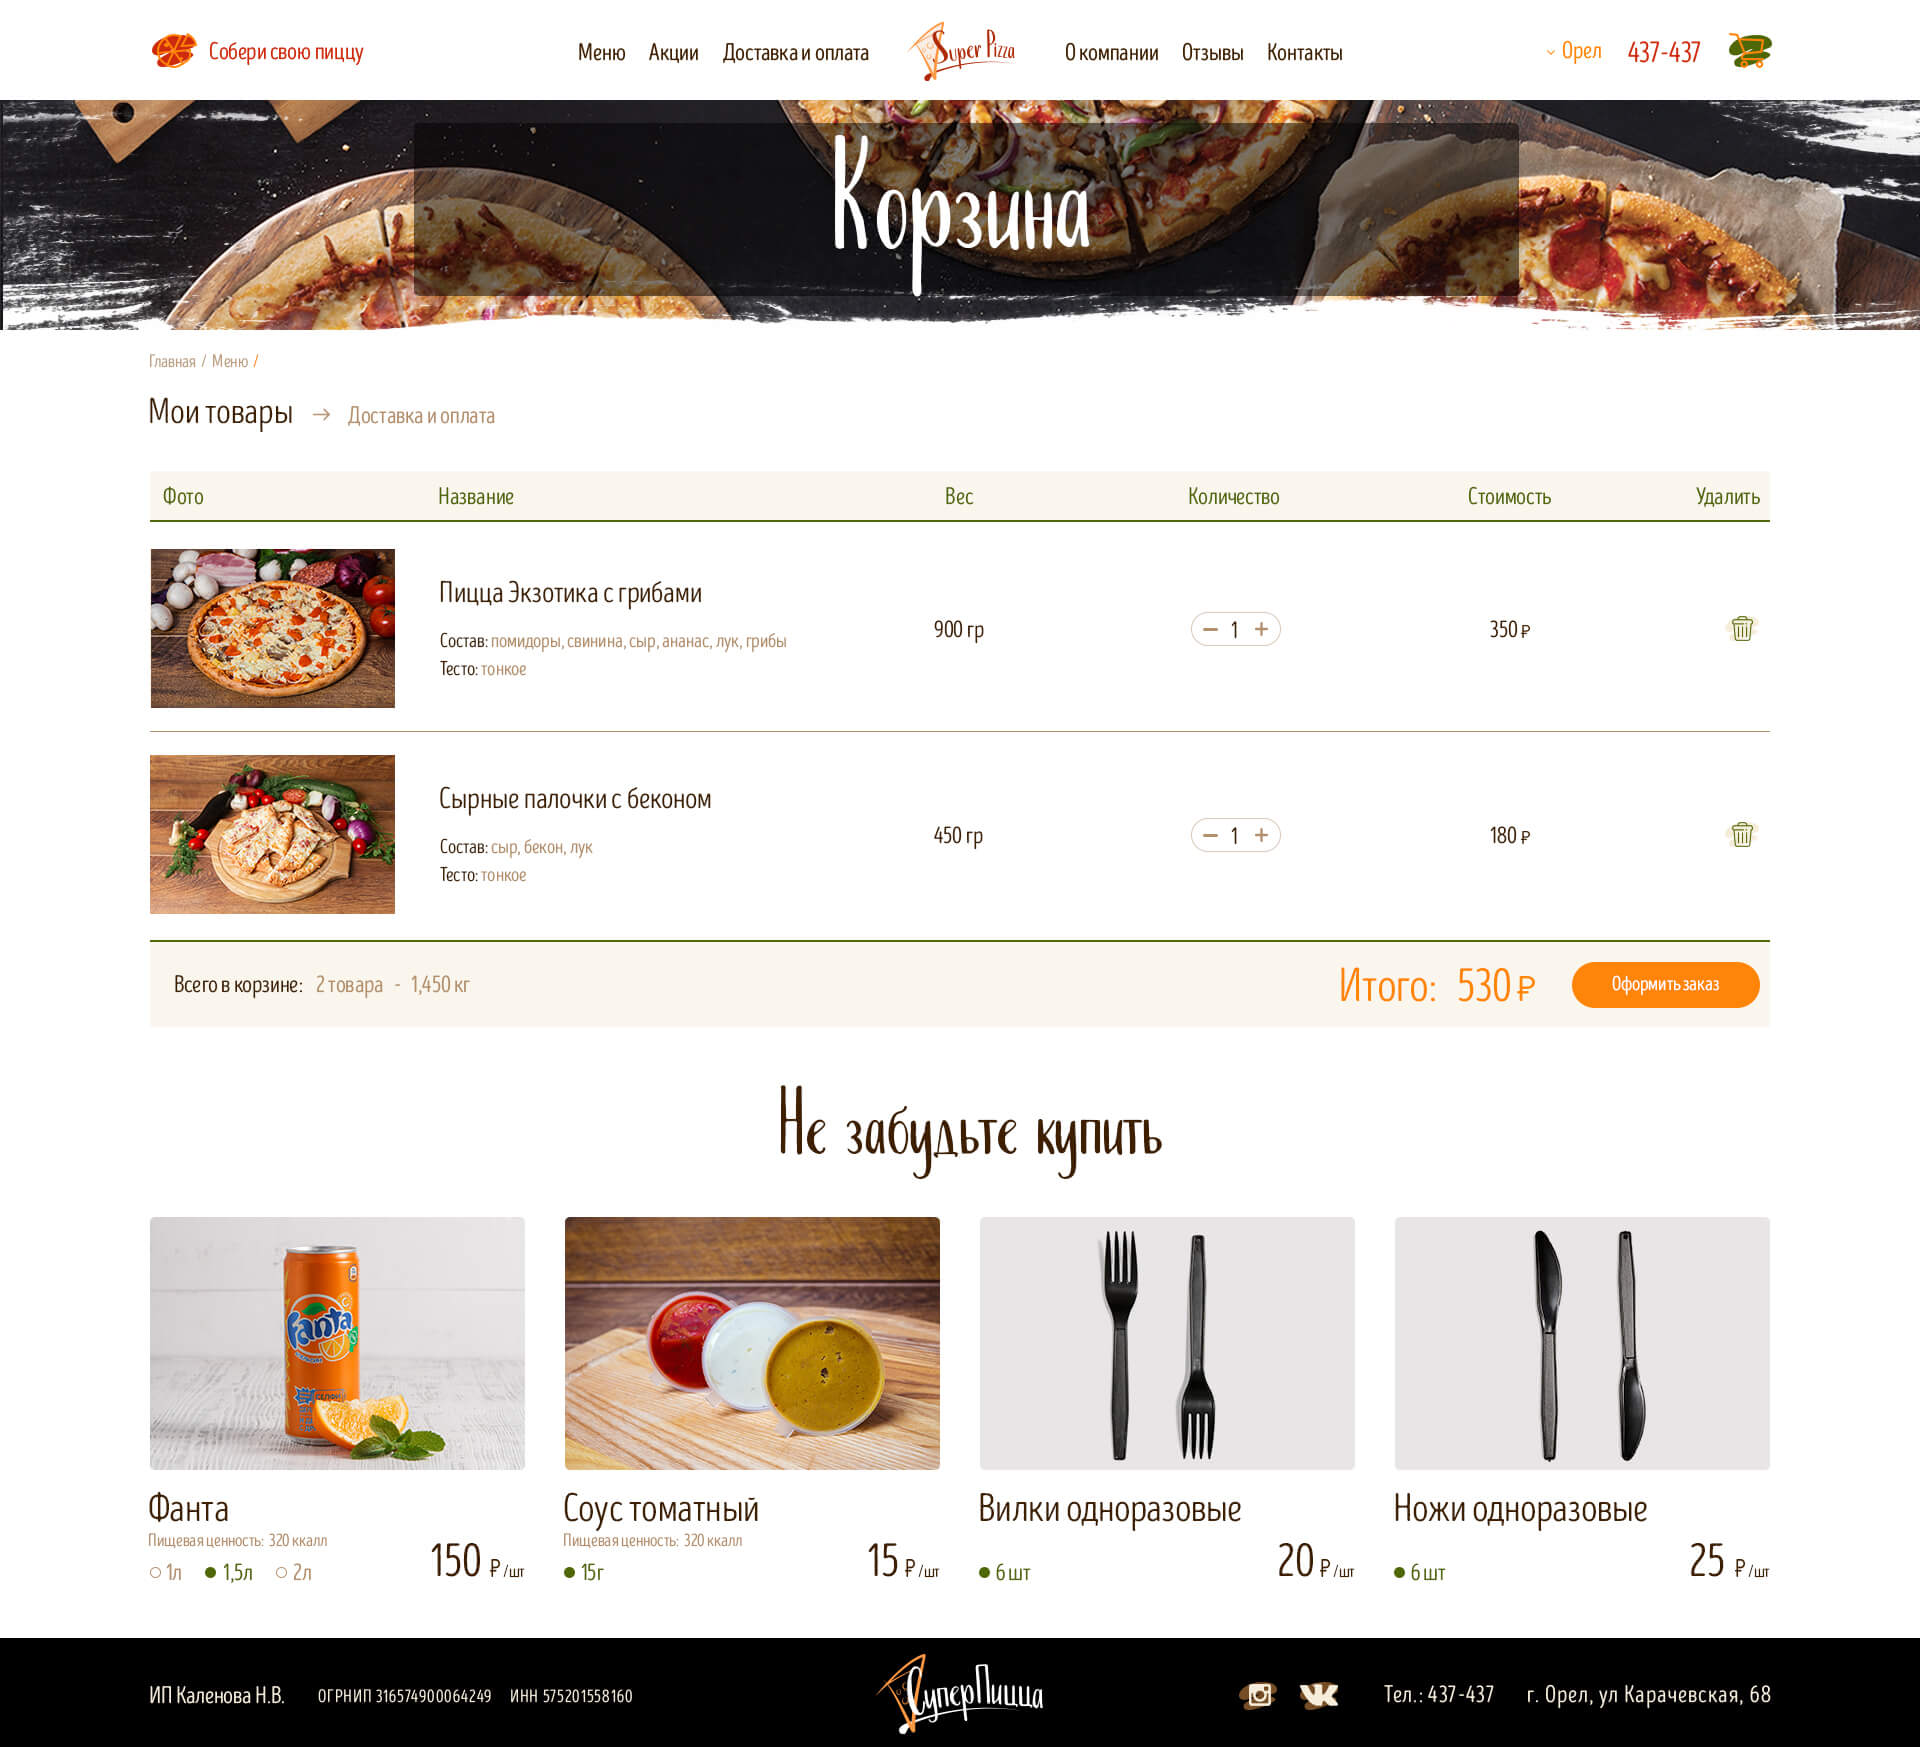 Собери свою пиццу
Меню Акции Доставка и оплата Super Pizza О компании Отзывы Контакты
Орел 437-437
Корзина
Главная / Меню /
Мои товары → Доставка и оплата
Фото Название Вес Количество Стоимость Удалить
Пицца Экзотика с грибами
Состав: помидоры, свинина, сыр, ананас, лук, грибы
Тесто: тонкое
900 гр − 1 + 350 ₽
Сырные палочки с беконом
Состав: сыр, бекон, лук
Тесто: тонкое
450 гр − 1 + 180 ₽
Всего в корзине: 2 товара - 1,450 кг Итого: 530 ₽ Оформить заказ
Не забудьте купить
Fanta
Фанта
Пищевая ценность: 320 ккалл
1л 1,5л 2л 150 ₽ /шт
Соус томатный
Пищевая ценность: 320 ккалл
15г 15 ₽ /шт
Вилки одноразовые
6 шт 20 ₽ /шт
Ножи одноразовые
6 шт 25 ₽ /шт
ИП Каленова Н.В. ОГРНИП 316574900064249 ИНН 575201558160 СуперПицца Тел.: 437-437 г. Орел, ул Карачевская, 68